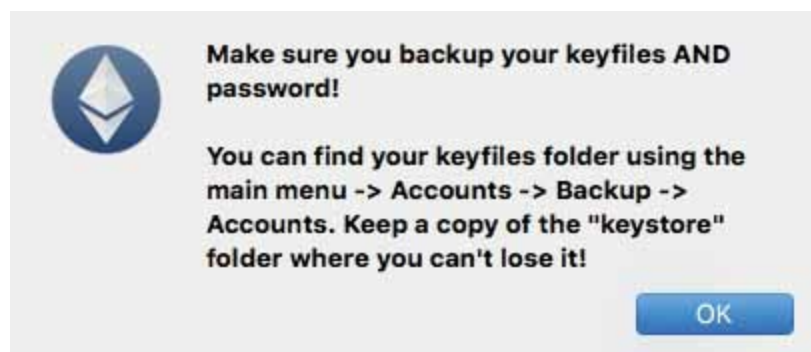 Make sure you backup your keyfiles AND
password!
You can find your keyfiles folder using the
main menu -> Accounts -> Backup ->
Accounts. Keep a copy of the "keystore"
folder where you can't lose it!
OK